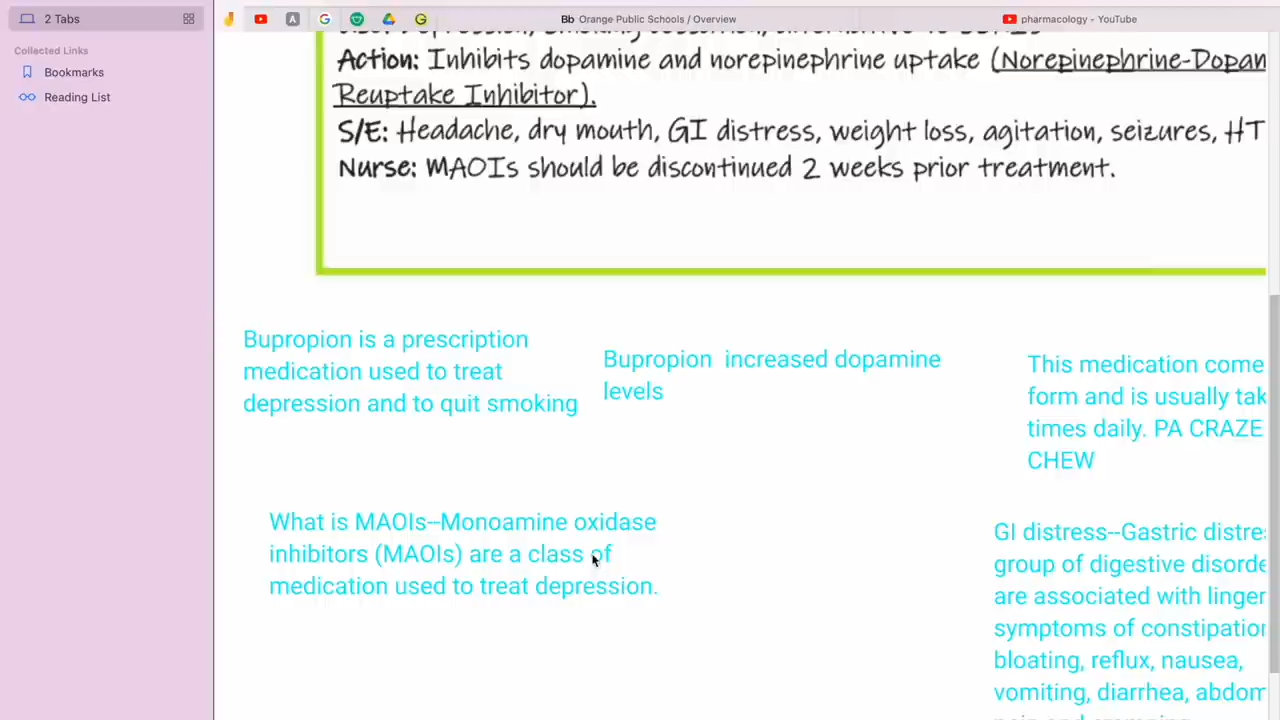 2 Tabs
Collected Links
Bookmarks
Reading List
A
G
Bb Orange Public Schools / Overview
pharmacology - YouTube
Action: Inhibits dopamine and norepinephrine uptake (Norepinephrine-Dopan
Reuptake Inhibitor).
S/E: Headache, dry mouth, GI distress, weight loss, agitation, seizures, HT
Nurse: MAOIs should be discontinued 2 weeks prior treatment.
Bupropion is a prescription
medication used to treat
depression and to quit smoking
Bupropion increased dopamine
levels
This medication come
form and is usually tak
times daily. PA CRAZE
CHEW
What is MAOIs--Monoamine oxidase
inhibitors (MAOIs) are a class of
medication used to treat depression.
GI distress--Gastric distre
group of digestive disorde
are associated with linger
symptoms of constipation
bloating, reflux, nausea,
vomiting, diarrhea, abdom